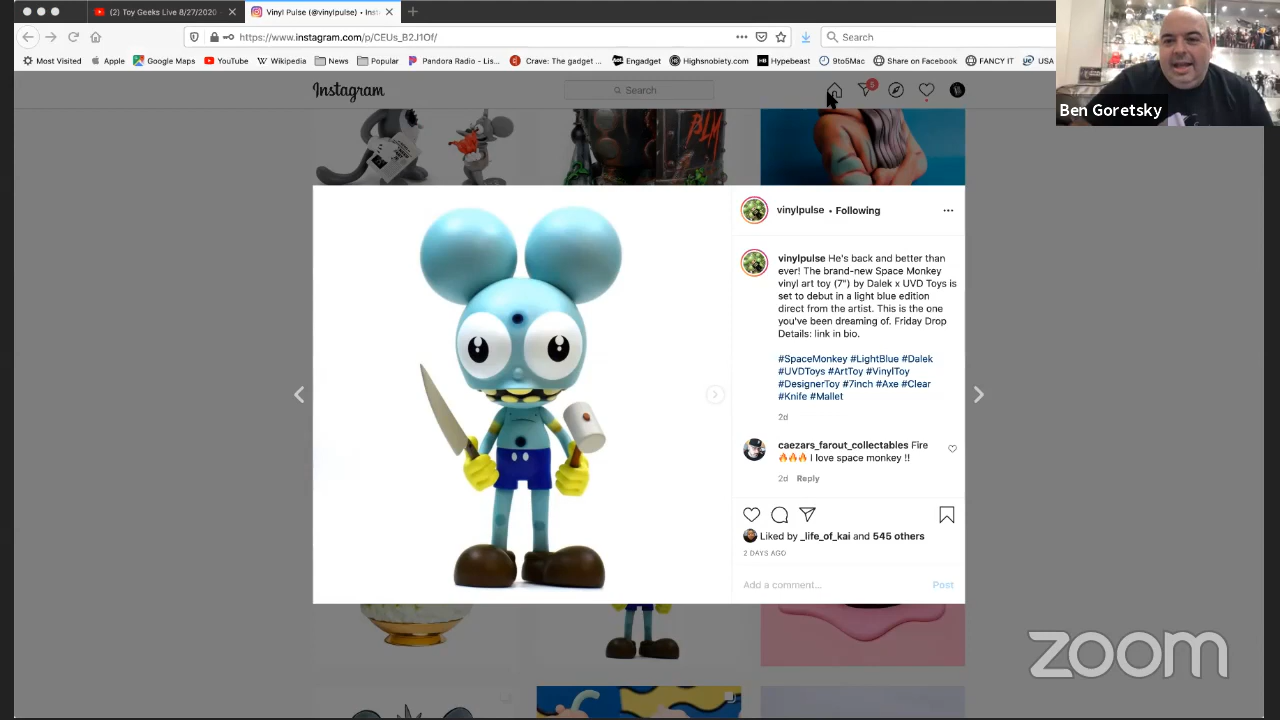 (2) Toy Geeks Live 8/27/2020 -
Vinyl Pulse (@vinylpulse) • Inst
https://www.instagram.com/p/CEUs_B2J1Of/
Search
Most Visited
Apple
Google Maps
YouTube
Wikipedia
News
Popular
Pandora Radio - Lis...
Crave: The gadget ...
Engadget
Highsnobiety.com
Hypebeast
9to5Mac
Share on Facebook
FANCY IT
USA
Ben Goretsky
Instagram
Search
5
BLM
vinylpulse • Following
vinylpulse He's back and better than
ever! The brand-new Space Monkey
vinyl art toy (7") by Dalek x UVD Toys is
set to debut in a light blue edition
direct from the artist. This is the one
you've been dreaming of. Friday Drop
Details: link in bio.
#SpaceMonkey #LightBlue #Dalek
#UVDToys #ArtToy #VinylToy
#DesignerToy #7inch #Axe #Clear
#Knife #Mallet
2d
caezars_farout_collectables Fire
🔥🔥🔥 I love space monkey !!
2d Reply
Liked by _life_of_kai and 545 others
2 DAYS AGO
Add a comment...
Post
zoom